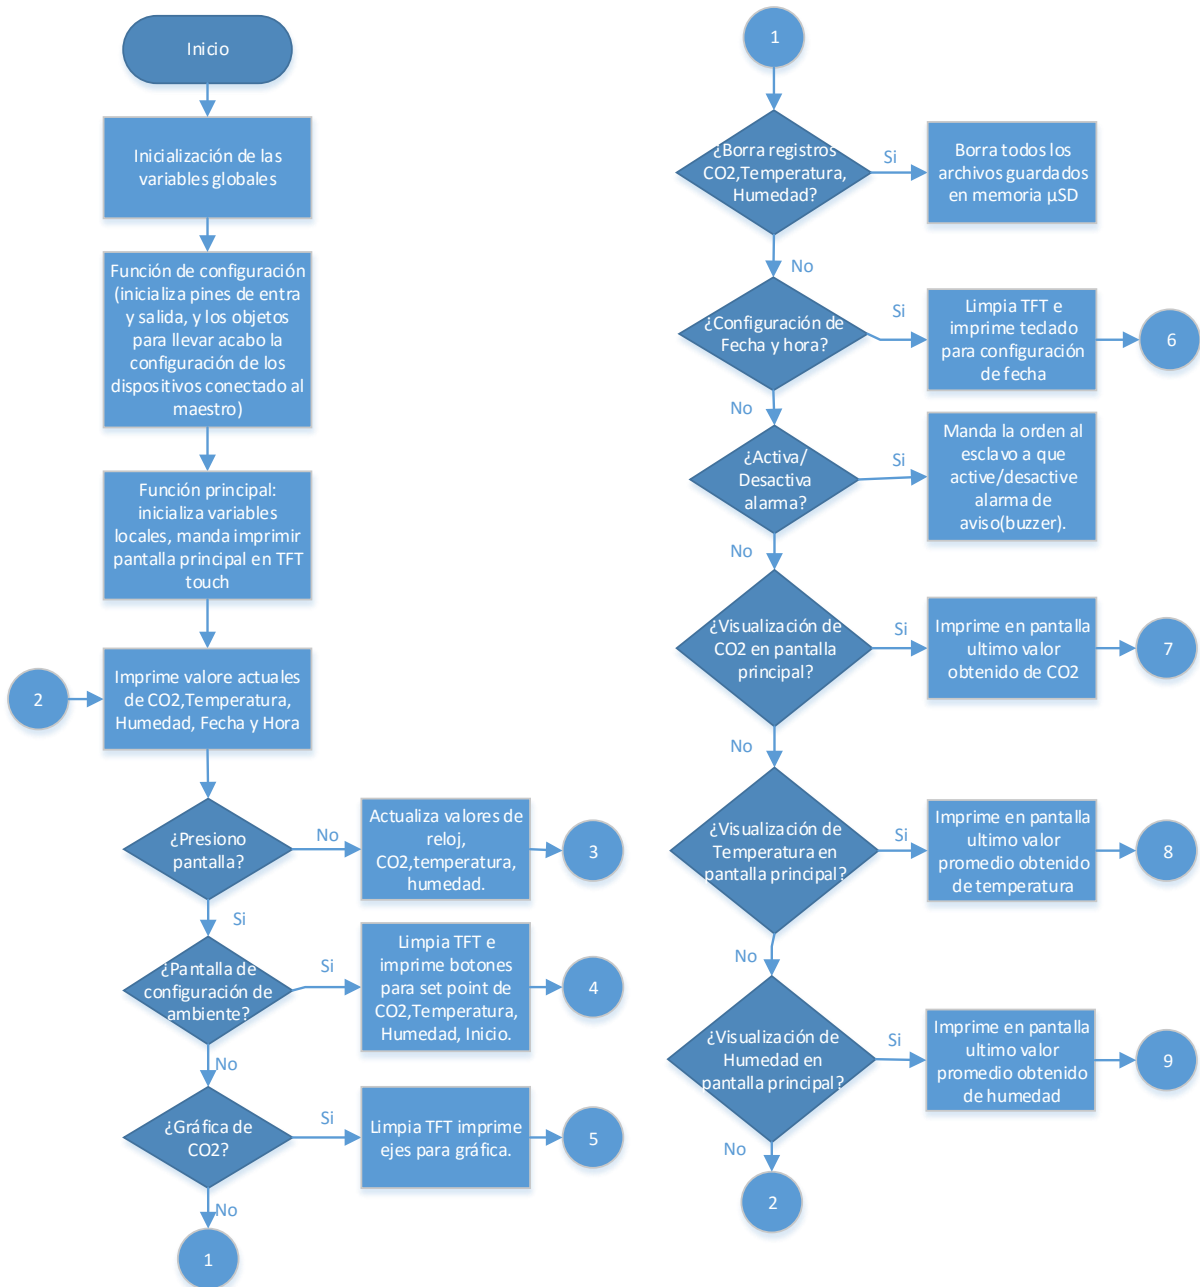 Inicio
Inicialización de las
variables globales
Función de configuración
(inicializa pines de entra
y salida, y los objetos
para llevar acabo la
configuración de los
dispositivos conectado al
maestro)
Función principal:
inicializa variables
locales, manda imprimir
pantalla principal en TFT
touch
2
Imprime valore actuales
de CO2,Temperatura,
Humedad, Fecha y Hora
¿Presiono
pantalla?
No
Actualiza valores de
reloj,
CO2,temperatura,
humedad.
3
Si
¿Pantalla de
configuración de
ambiente?
Si
Limpia TFT e
imprime botones
para set point de
CO2,Temperatura,
Humedad, Inicio.
4
No
¿Gráfica de
CO2?
Si
Limpia TFT imprime
ejes para gráfica.
5
No
1
1
¿Borra registros
CO2,Temperatura,
Humedad?
Si
Borra todos los
archivos guardados
en memoria µSD
No
¿Configuración de
Fecha y hora?
Si
Limpia TFT e
imprime teclado
para configuración
de fecha
6
No
¿Activa/
Desactiva
alarma?
Si
Manda la orden al
esclavo a que
active/desactive
alarma de
aviso(buzzer).
No
¿Visualización de
CO2 en pantalla
principal?
Si
Imprime en pantalla
ultimo valor
obtenido de CO2
7
No
¿Visualización de
Temperatura en
pantalla principal?
Si
Imprime en pantalla
ultimo valor
promedio obtenido
de temperatura
8
No
¿Visualización de
Humedad en
pantalla principal?
Si
Imprime en pantalla
ultimo valor
promedio obtenido
de humedad
9
No
2